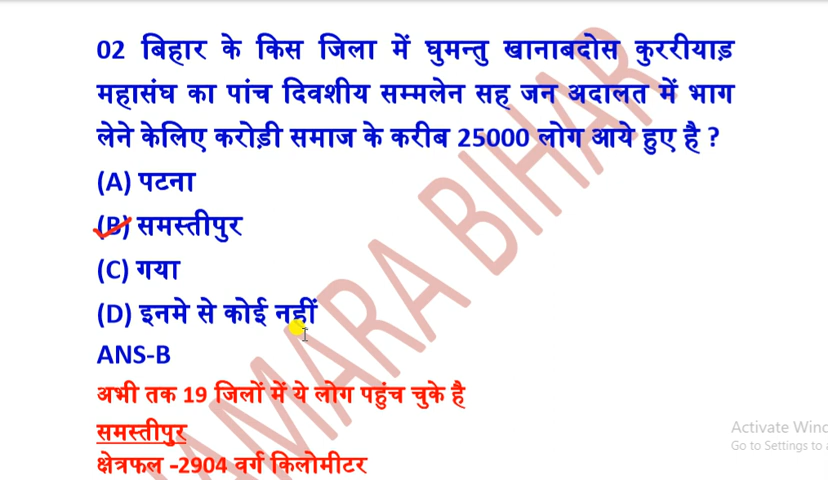 02 बिहार के किस जिला में घुमन्तु खानाबदोस कुररीयाड़
महासंघ का पांच दिवशीय सम्मलेन सह जन अदालत में भाग
लेने केलिए करोड़ी समाज के करीब 25000 लोग आये हुए है ?
(A) पटना
(B) समस्तीपुर
(C) गया
(D) इनमे से कोई नहीं
ANS-B
अभी तक 19 जिलों में ये लोग पहुंच चुके है
समस्तीपुर
क्षेत्रफल -2904 वर्ग किलोमीटर
HAMARA BIHAR
Activate Wind
Go to Settings to a